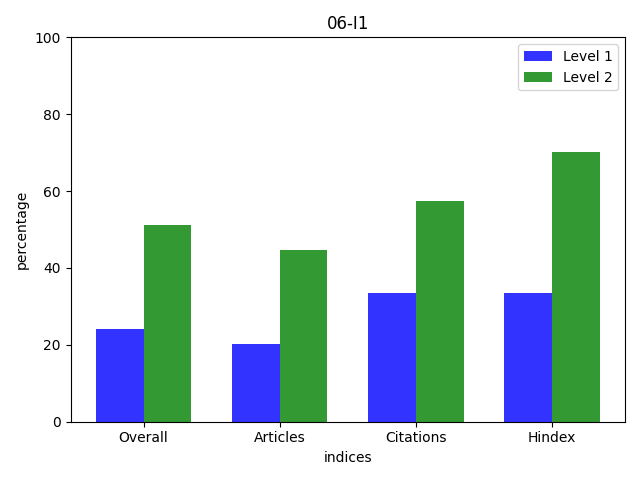 06-I1
100
80
60
40
20
0
percentage
Level 1
Level 2
Overall Articles Citations Hindex
indices